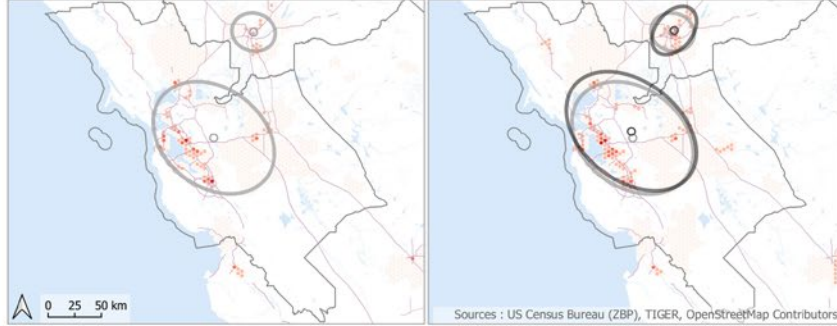 0 25 50 km
Sources : US Census Bureau (ZBP), TIGER, OpenStreetMap Contributors